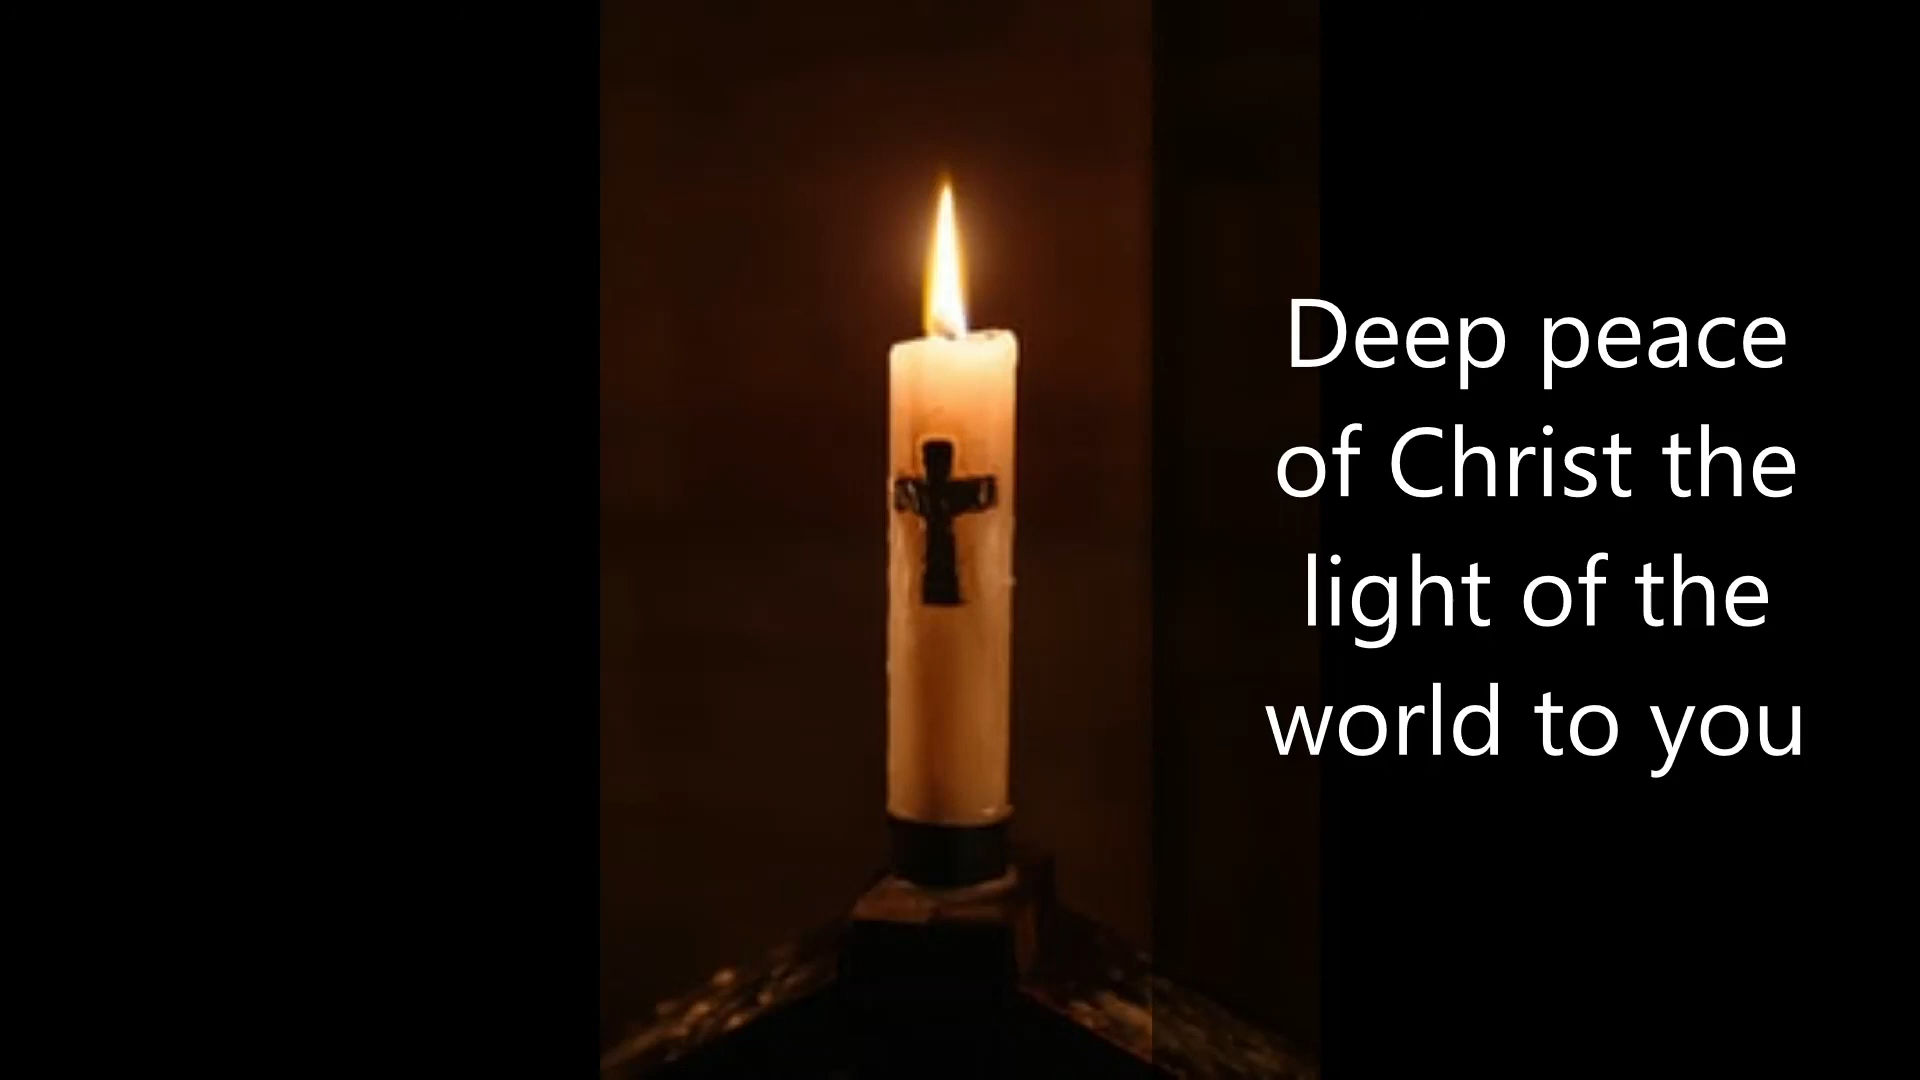 Deep peace
of Christ the
light of the
world to you